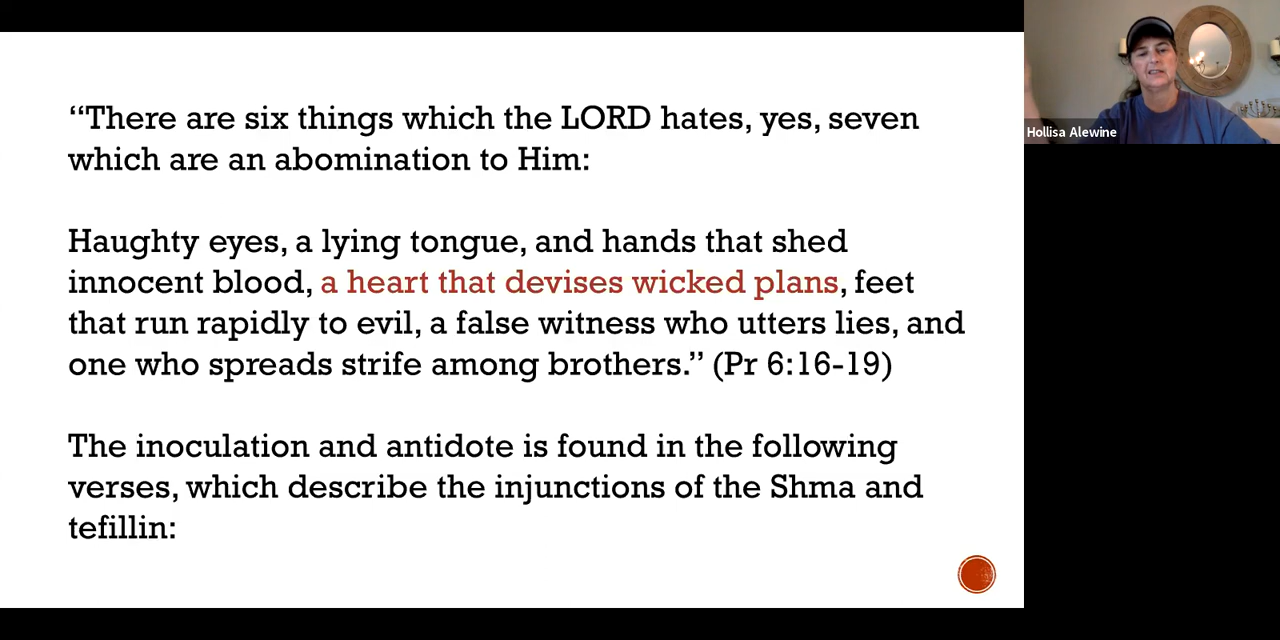 “There are six things which the LORD hates, yes, seven
which are an abomination to Him:
Haughty eyes, a lying tongue, and hands that shed
innocent blood, a heart that devises wicked plans, feet
that run rapidly to evil, a false witness who utters lies, and
one who spreads strife among brothers.” (Pr 6:16-19)
The inoculation and antidote is found in the following
verses, which describe the injunctions of the Shma and
tefillin:
Hollisa Alewine